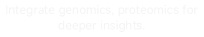 Integrate genomics, proteomics for
deeper insights.